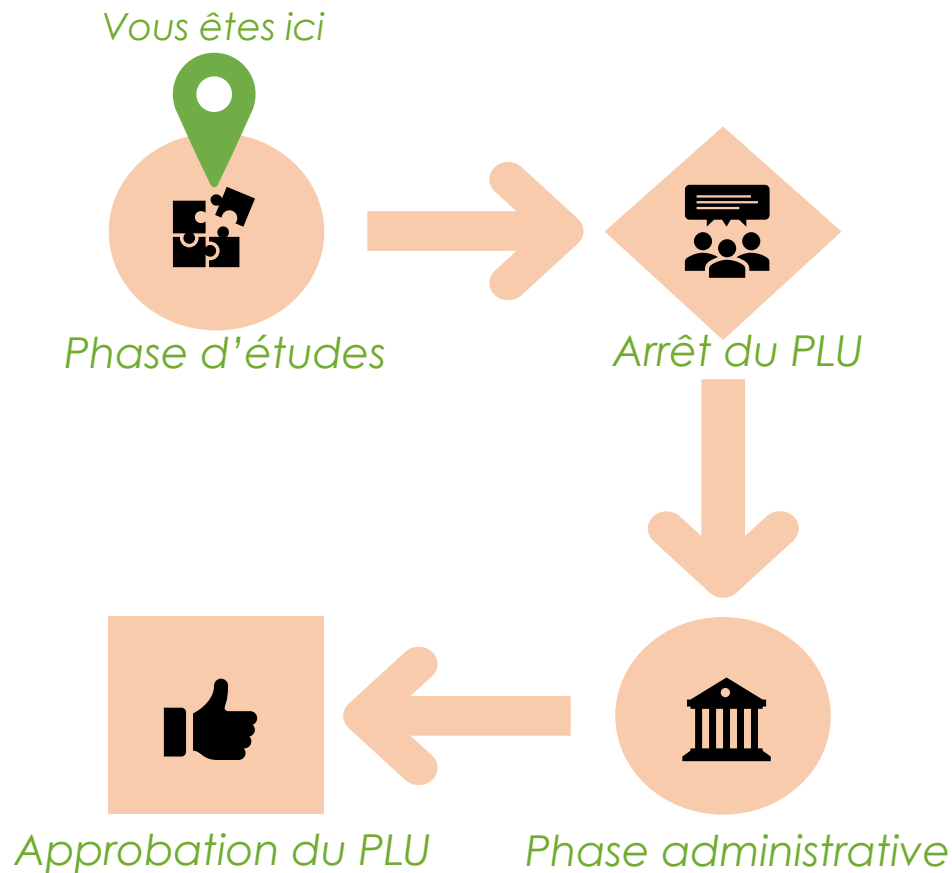 Vous êtes ici
Phase d’études
Arrêt du PLU
Approbation du PLU
Phase administrative